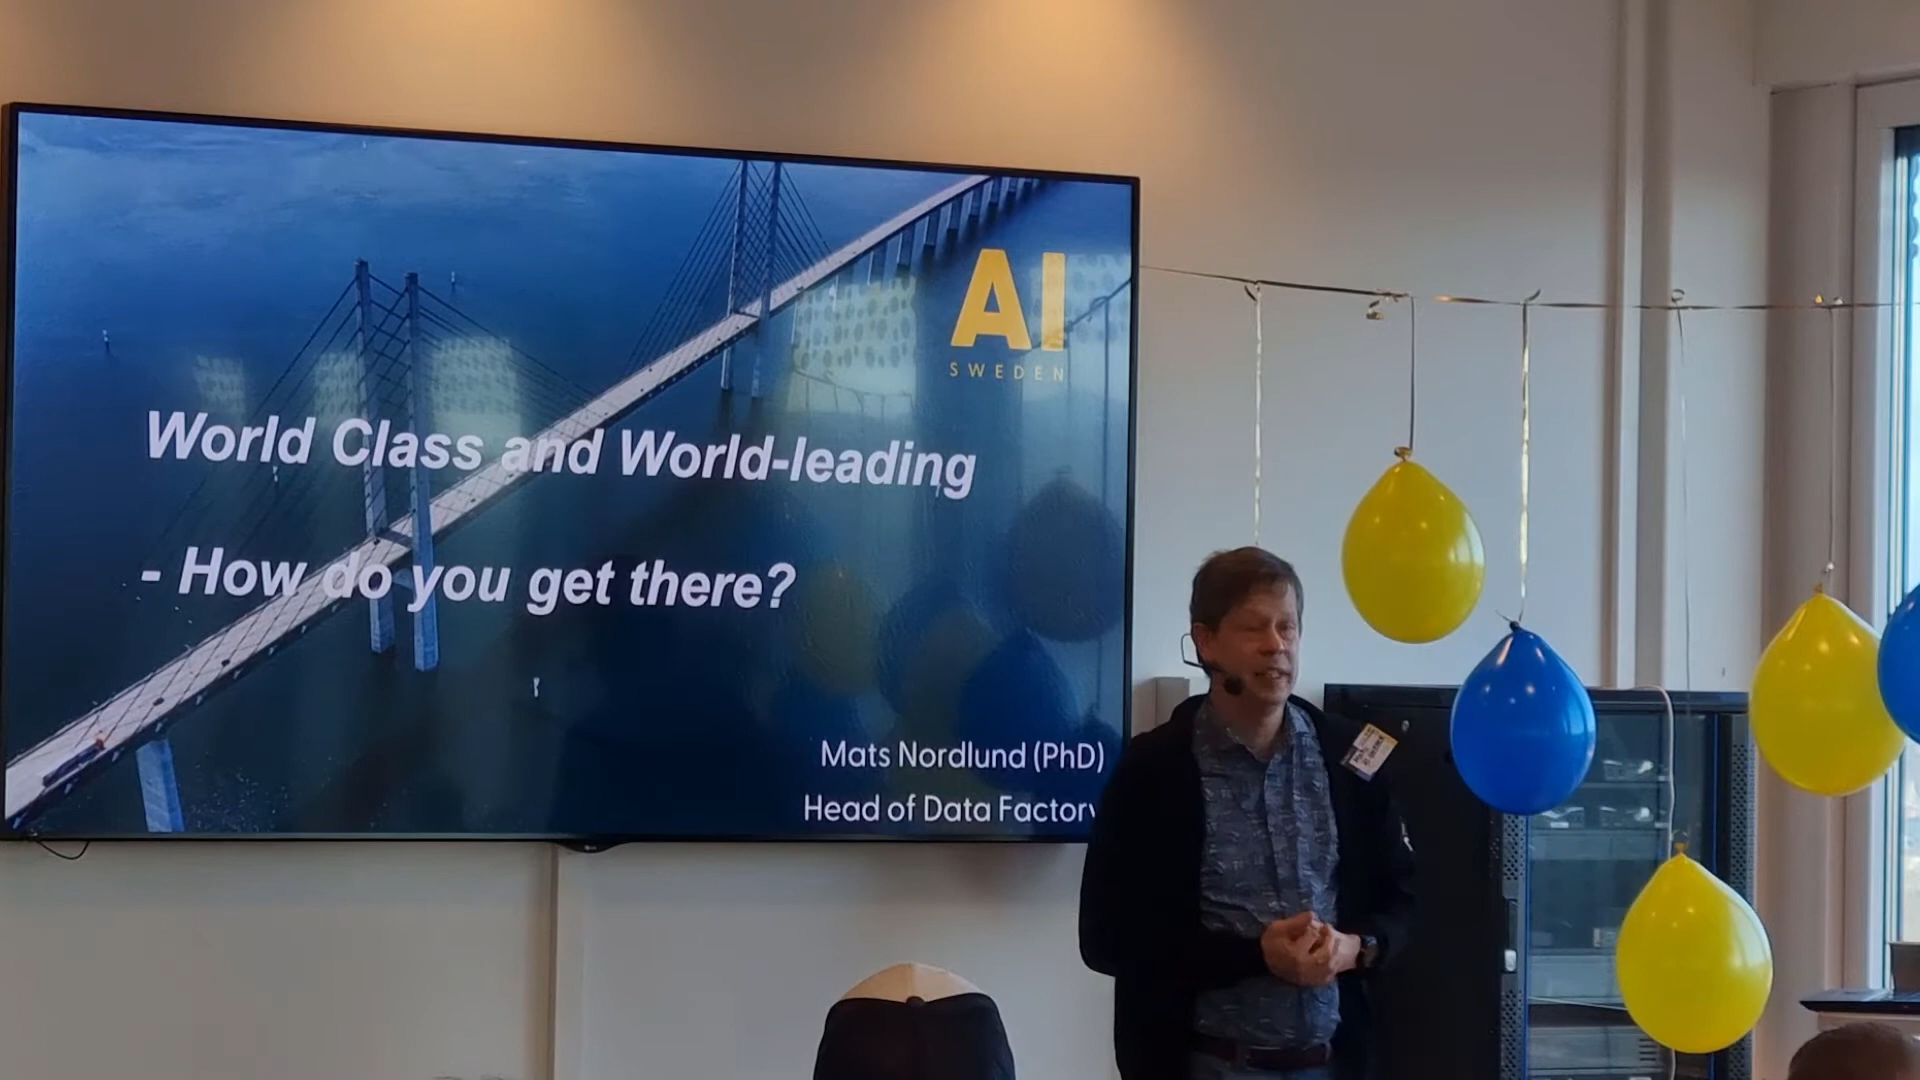 AI
SWEDEN
World Class and World-leading
- How do you get there?
Mats Nordlund (PhD)
Head of Data Factory